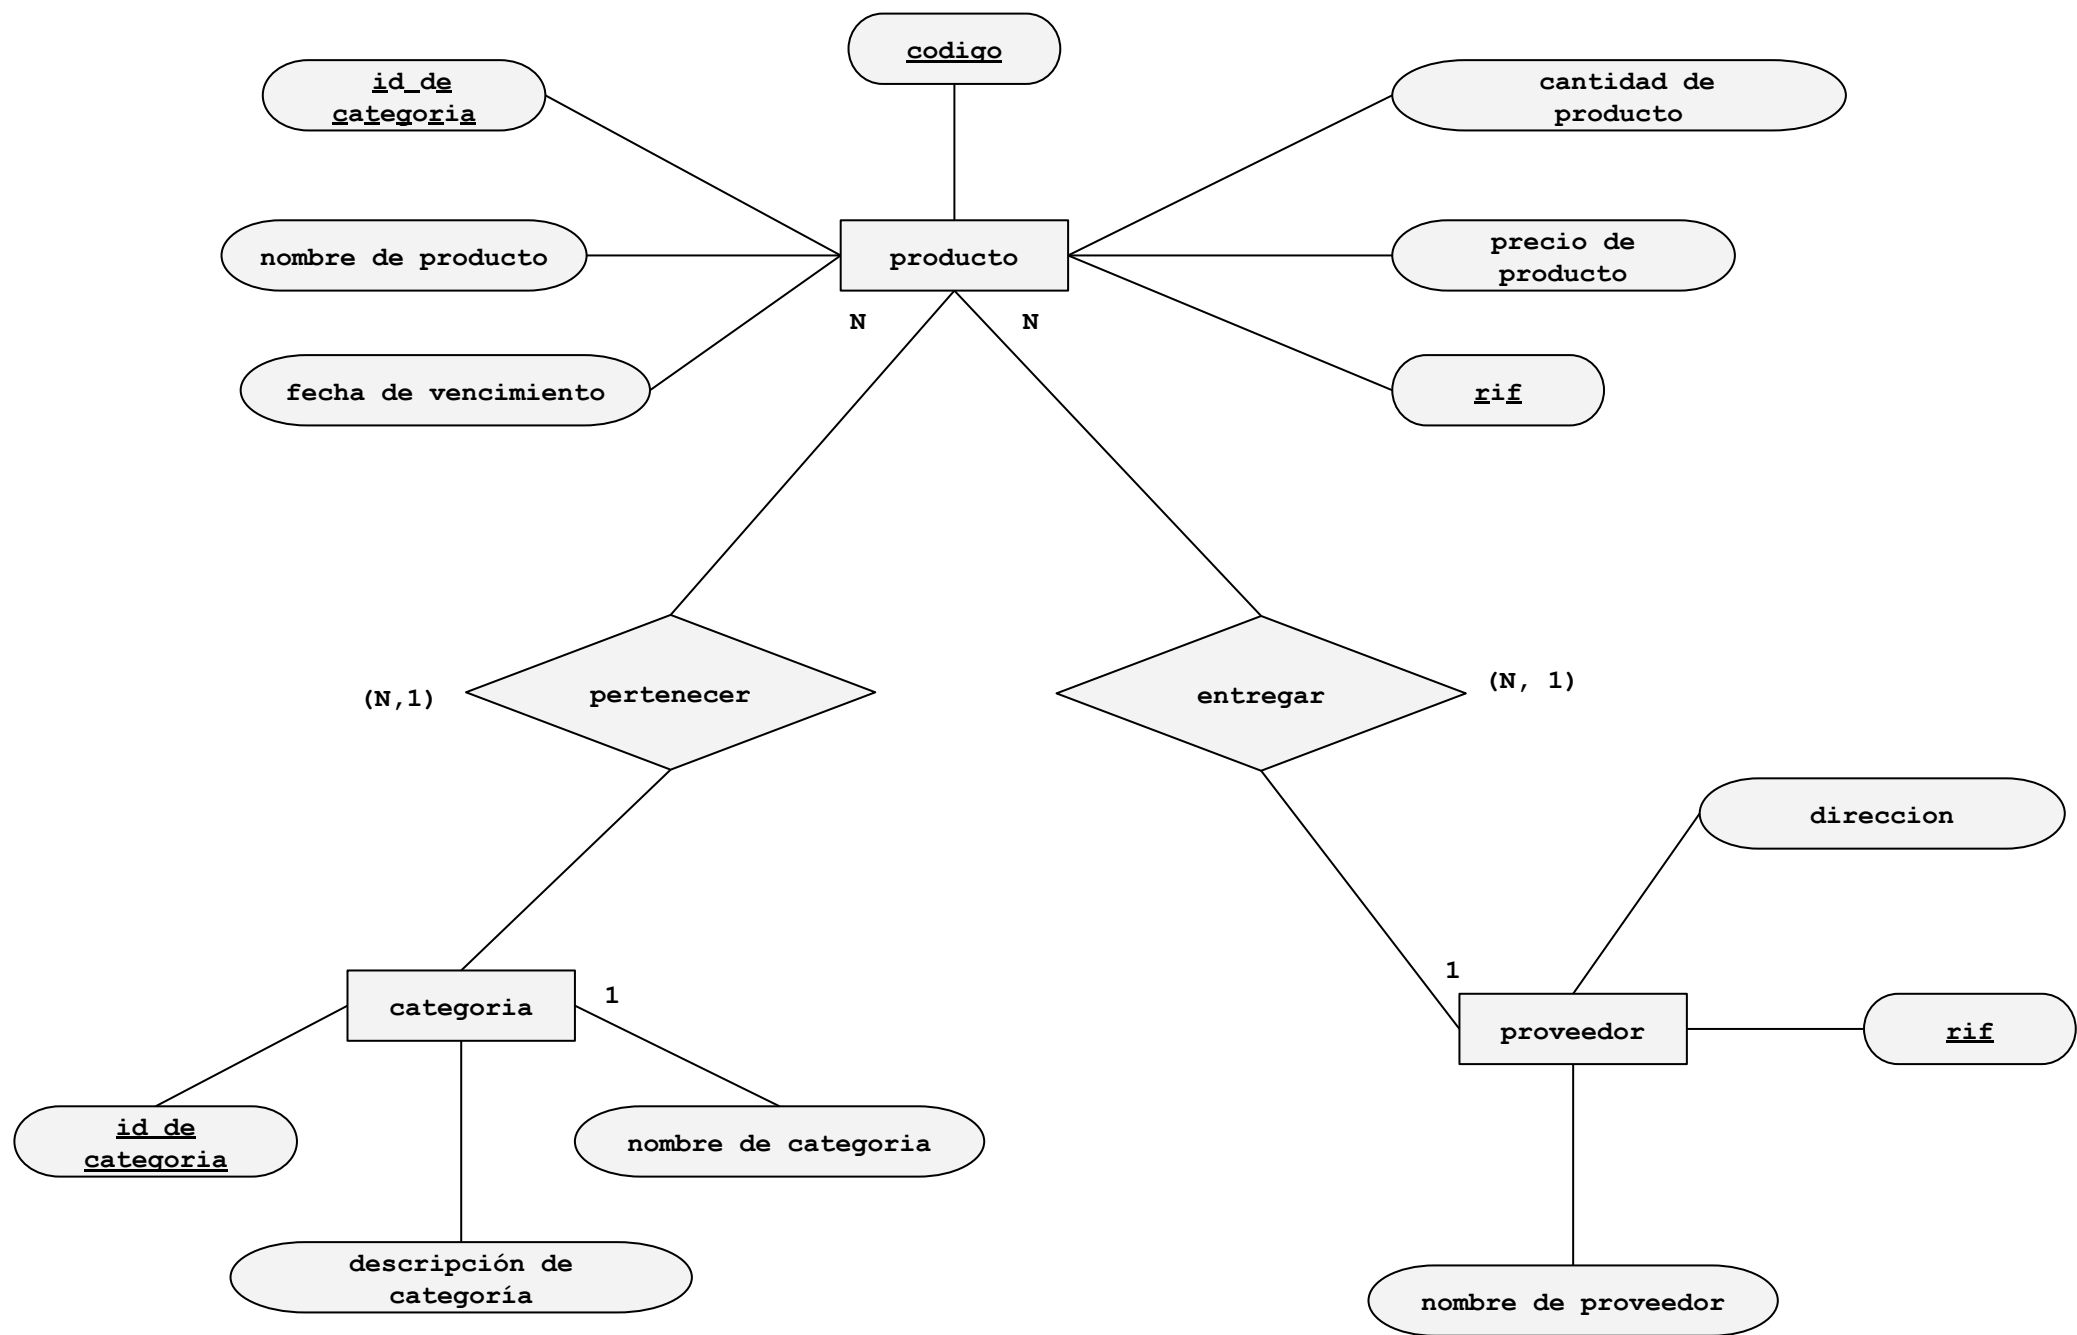 codigo
id de
categoria
cantidad de
producto
nombre de producto
producto
precio de
producto
N
N
fecha de vencimiento
rif
(N,1)
pertenecer
entregar
(N, 1)
direccion
1
categoria
1
proveedor
rif
id de
categoria
nombre de categoria
descripción de
categoría
nombre de proveedor